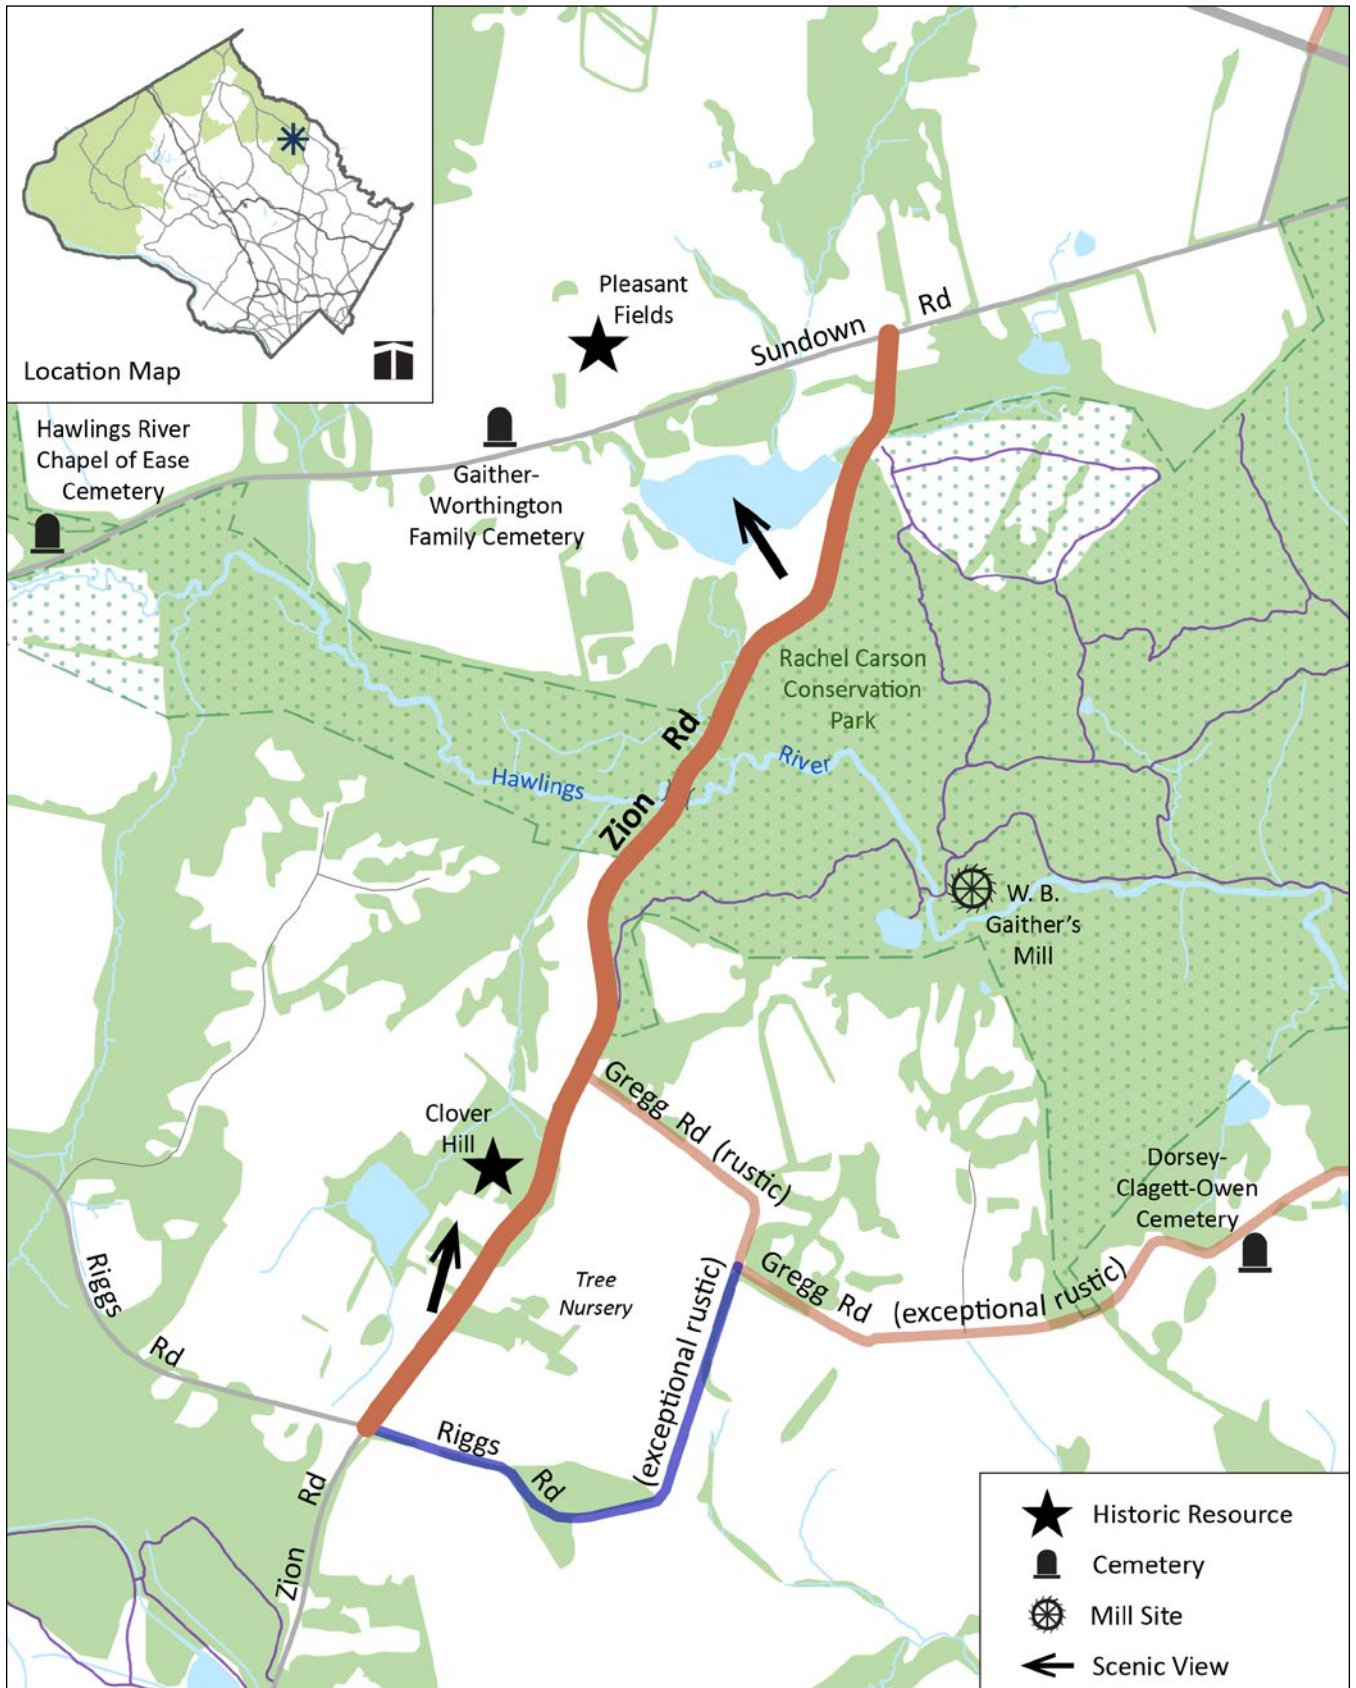 Location Map
Pleasant
Fields
Sundown Rd
Hawlings River
Chapel of Ease
Cemetery
Gaither-
Worthington
Family Cemetery
Rachel Carson
Conservation
Park
Zion Rd
Hawlings River
W. B.
Gaither's
Mill
Gregg Rd (rustic)
Clover
Hill
Dorsey-
Clagett-Owen
Cemetery
Riggs Rd
Tree
Nursery
Gregg Rd (exceptional rustic)
Riggs Rd (exceptional rustic)
Zion Rd
Historic Resource
Cemetery
Mill Site
Scenic View